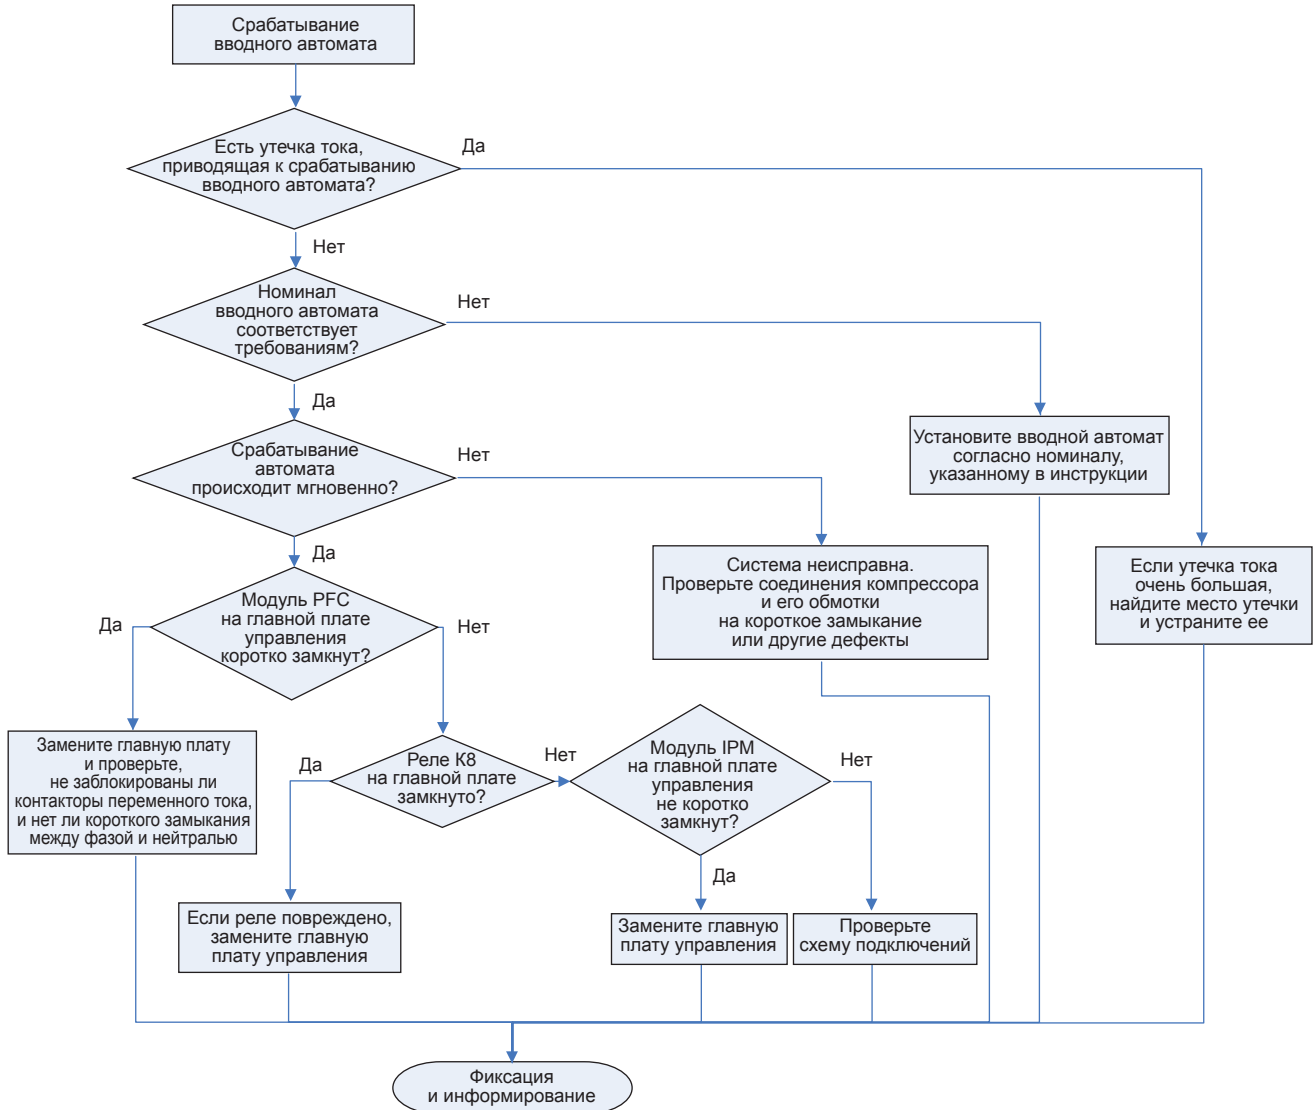 Срабатывание
вводного автомата
Есть утечка тока,
приводящая к срабатыванию
вводного автомата?
Да
Нет
Номинал
вводного автомата
соответствует
требованиям?
Нет
Да
Установите вводной автомат
согласно номиналу,
указанному в инструкции
Срабатывание
автомата
происходит мгновенно?
Нет
Да
Система неисправна.
Проверьте соединения компрессора
и его обмотки
на короткое замыкание
или другие дефекты
Если утечка тока
очень большая,
найдите место утечки
и устраните ее
Модуль PFC
на главной плате
управления
коротко замкнут?
Да
Нет
Замените главную плату
и проверьте,
не заблокированы ли
контакторы переменного тока,
и нет ли короткого замыкания
между фазой и нейтралью
Реле К8
на главной плате
замкнуто?
Да
Нет
Модуль IPM
на главной плате
управления
не коротко
замкнут?
Нет
Да
Если реле повреждено,
замените главную
плату управления
Замените главную
плату управления
Проверьте
схему подключений
Фиксация
и информирование